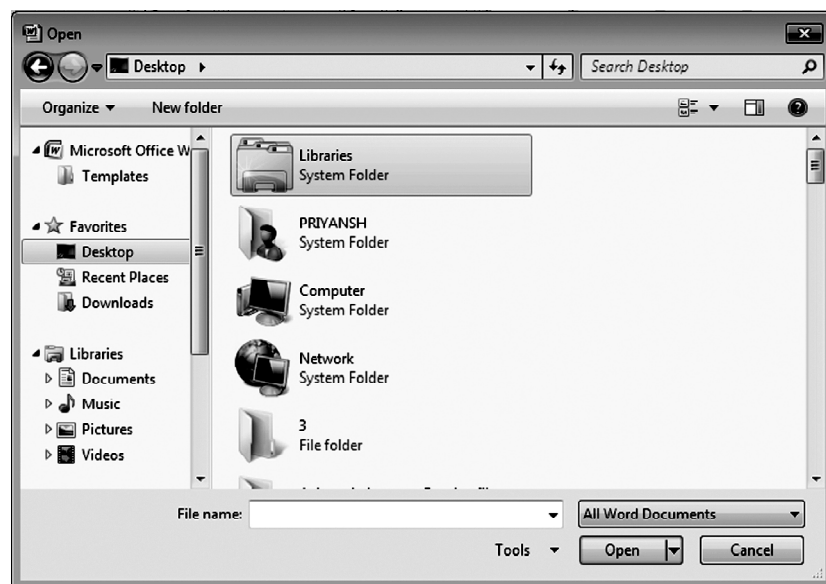 Open
Desktop
Search Desktop
Organize
New folder
Microsoft Office W
Templates
Favorites
Desktop
Recent Places
Downloads
Libraries
Documents
Music
Pictures
Videos
Libraries
System Folder
PRIYANSH
System Folder
Computer
System Folder
Network
System Folder
3
File folder
File name:
All Word Documents
Tools
Open
Cancel